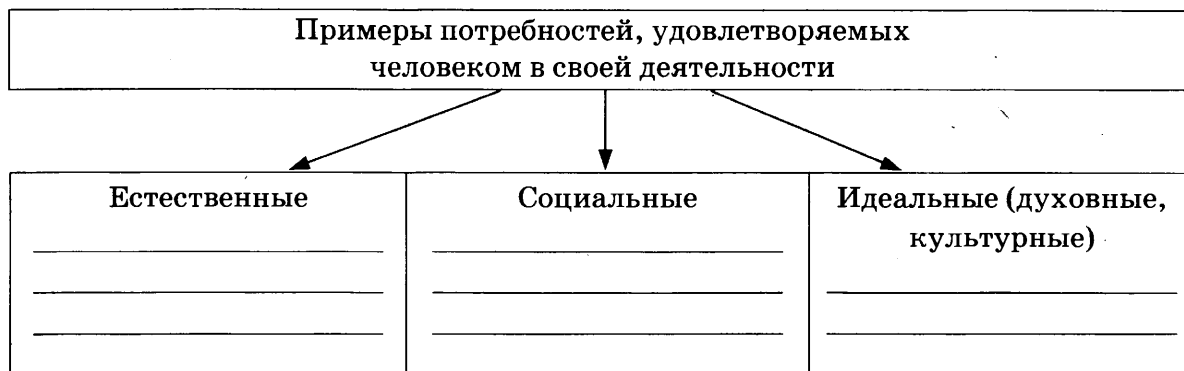 Примеры потребностей, удовлетворяемых
человеком в своей деятельности
Естественные
Социальные
Идеальные (духовные,
культурные)